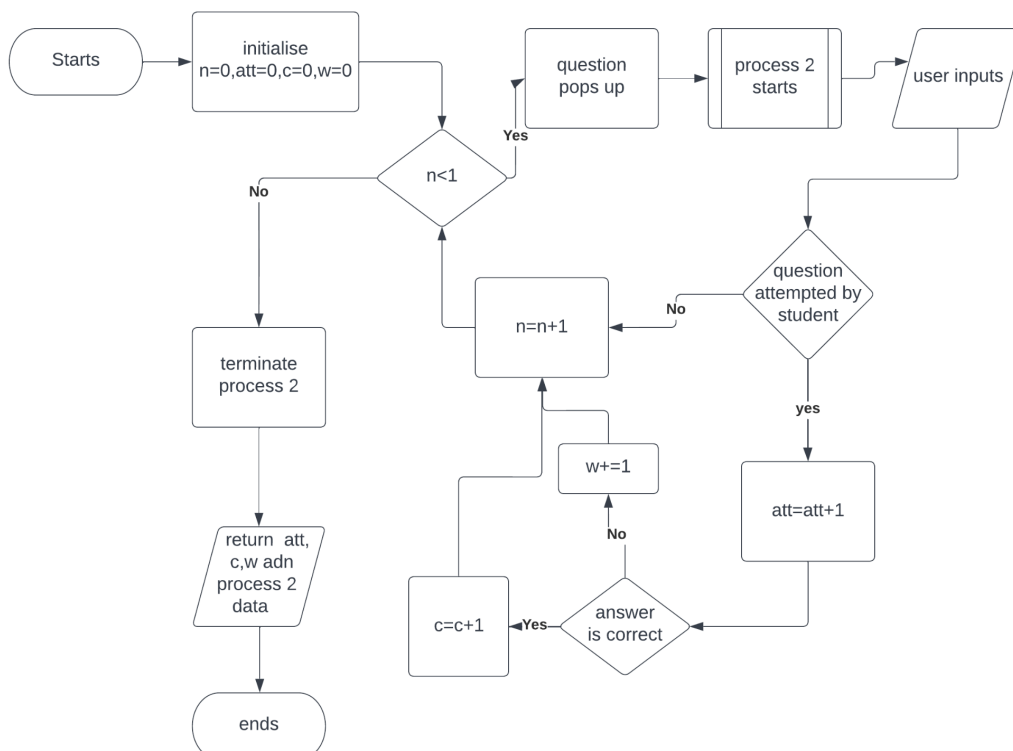 Starts
initialise
n=0,att=0,c=0,w=0
question
pops up
process 2
starts
user inputs
Yes
n<1
No
question
attempted by
student
No
n=n+1
terminate
process 2
yes
w+=1
att=att+1
No
return  att,
c,w adn
process 2
data
c=c+1
Yes
answer
is correct
ends